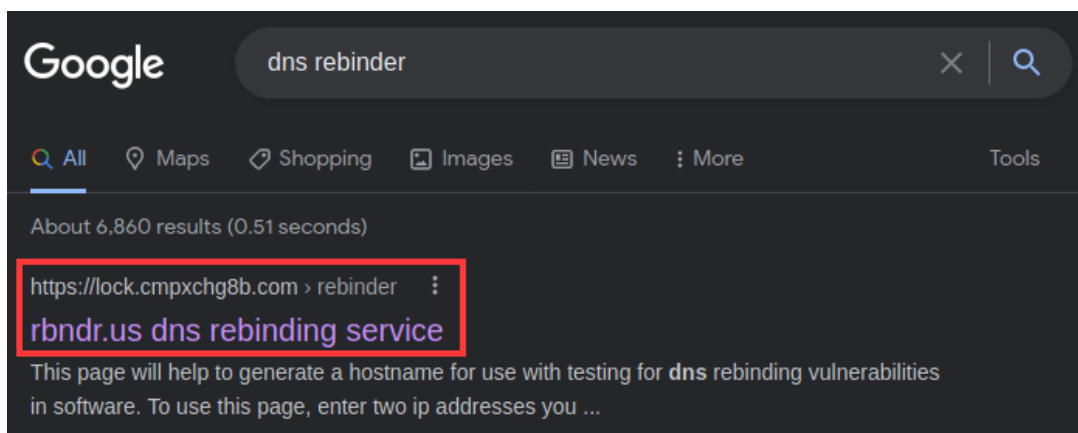 Google
dns rebinder
All Maps Shopping Images News More Tools
About 6,860 results (0.51 seconds)
https://lock.cmpxchg8b.com › rebinder
rbndr.us dns rebinding service
This page will help to generate a hostname for use with testing for dns rebinding vulnerabilities
in software. To use this page, enter two ip addresses you ...